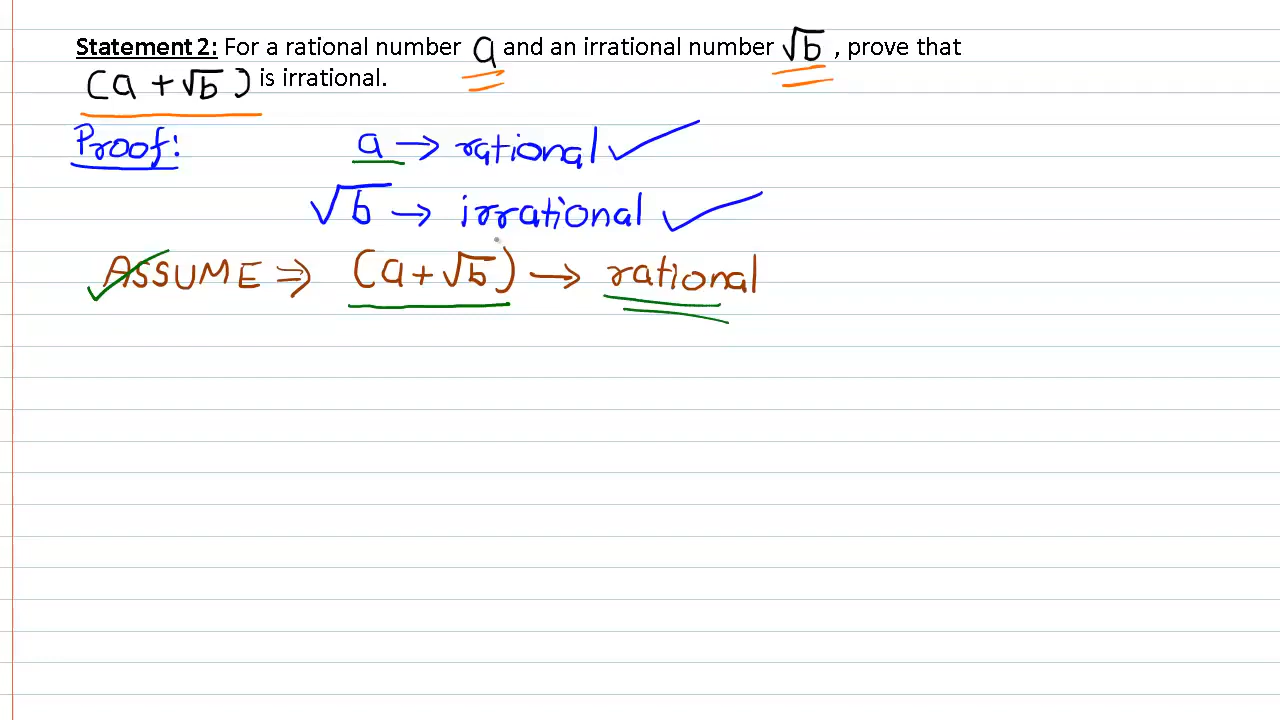 Statement 2: For a rational number a and an irrational number √b, prove that
(a + √b) is irrational.
Proof: a → rational ✓
√b → irrational ✓
ASSUME ⇒ (a + √b) → rational